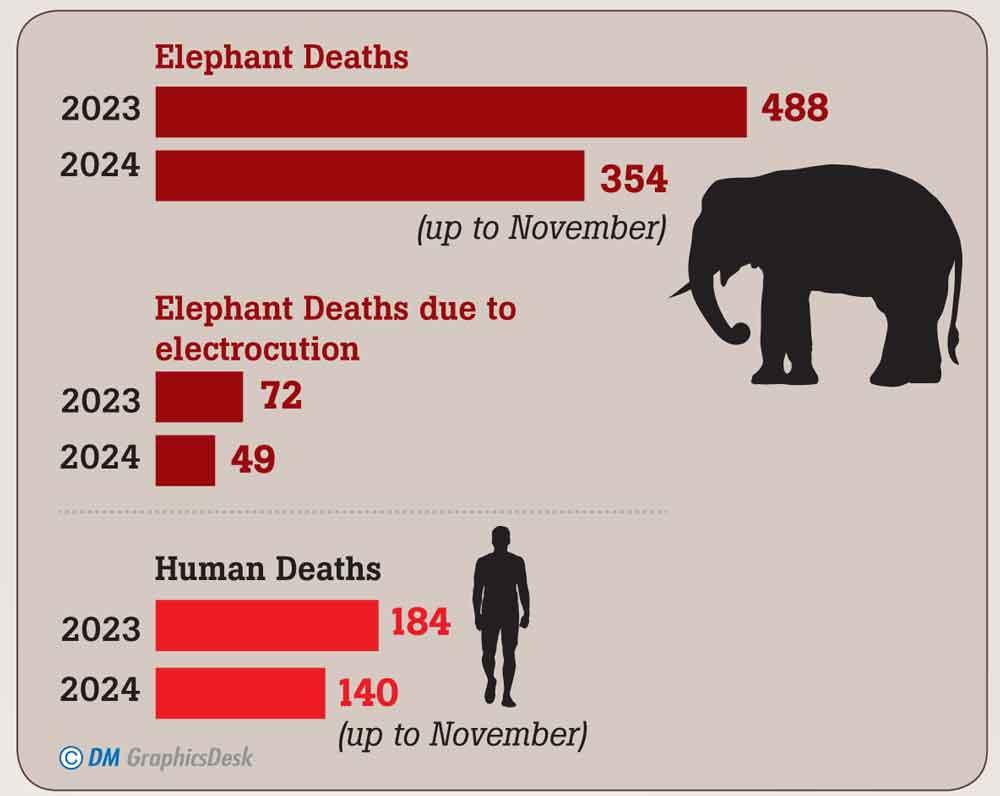 Elephant Deaths
2023 488
2024 354
(up to November)
Elephant Deaths due to
electrocution
2023 72
2024 49
Human Deaths
2023 184
2024 140
(up to November)
© DM GraphicsDesk